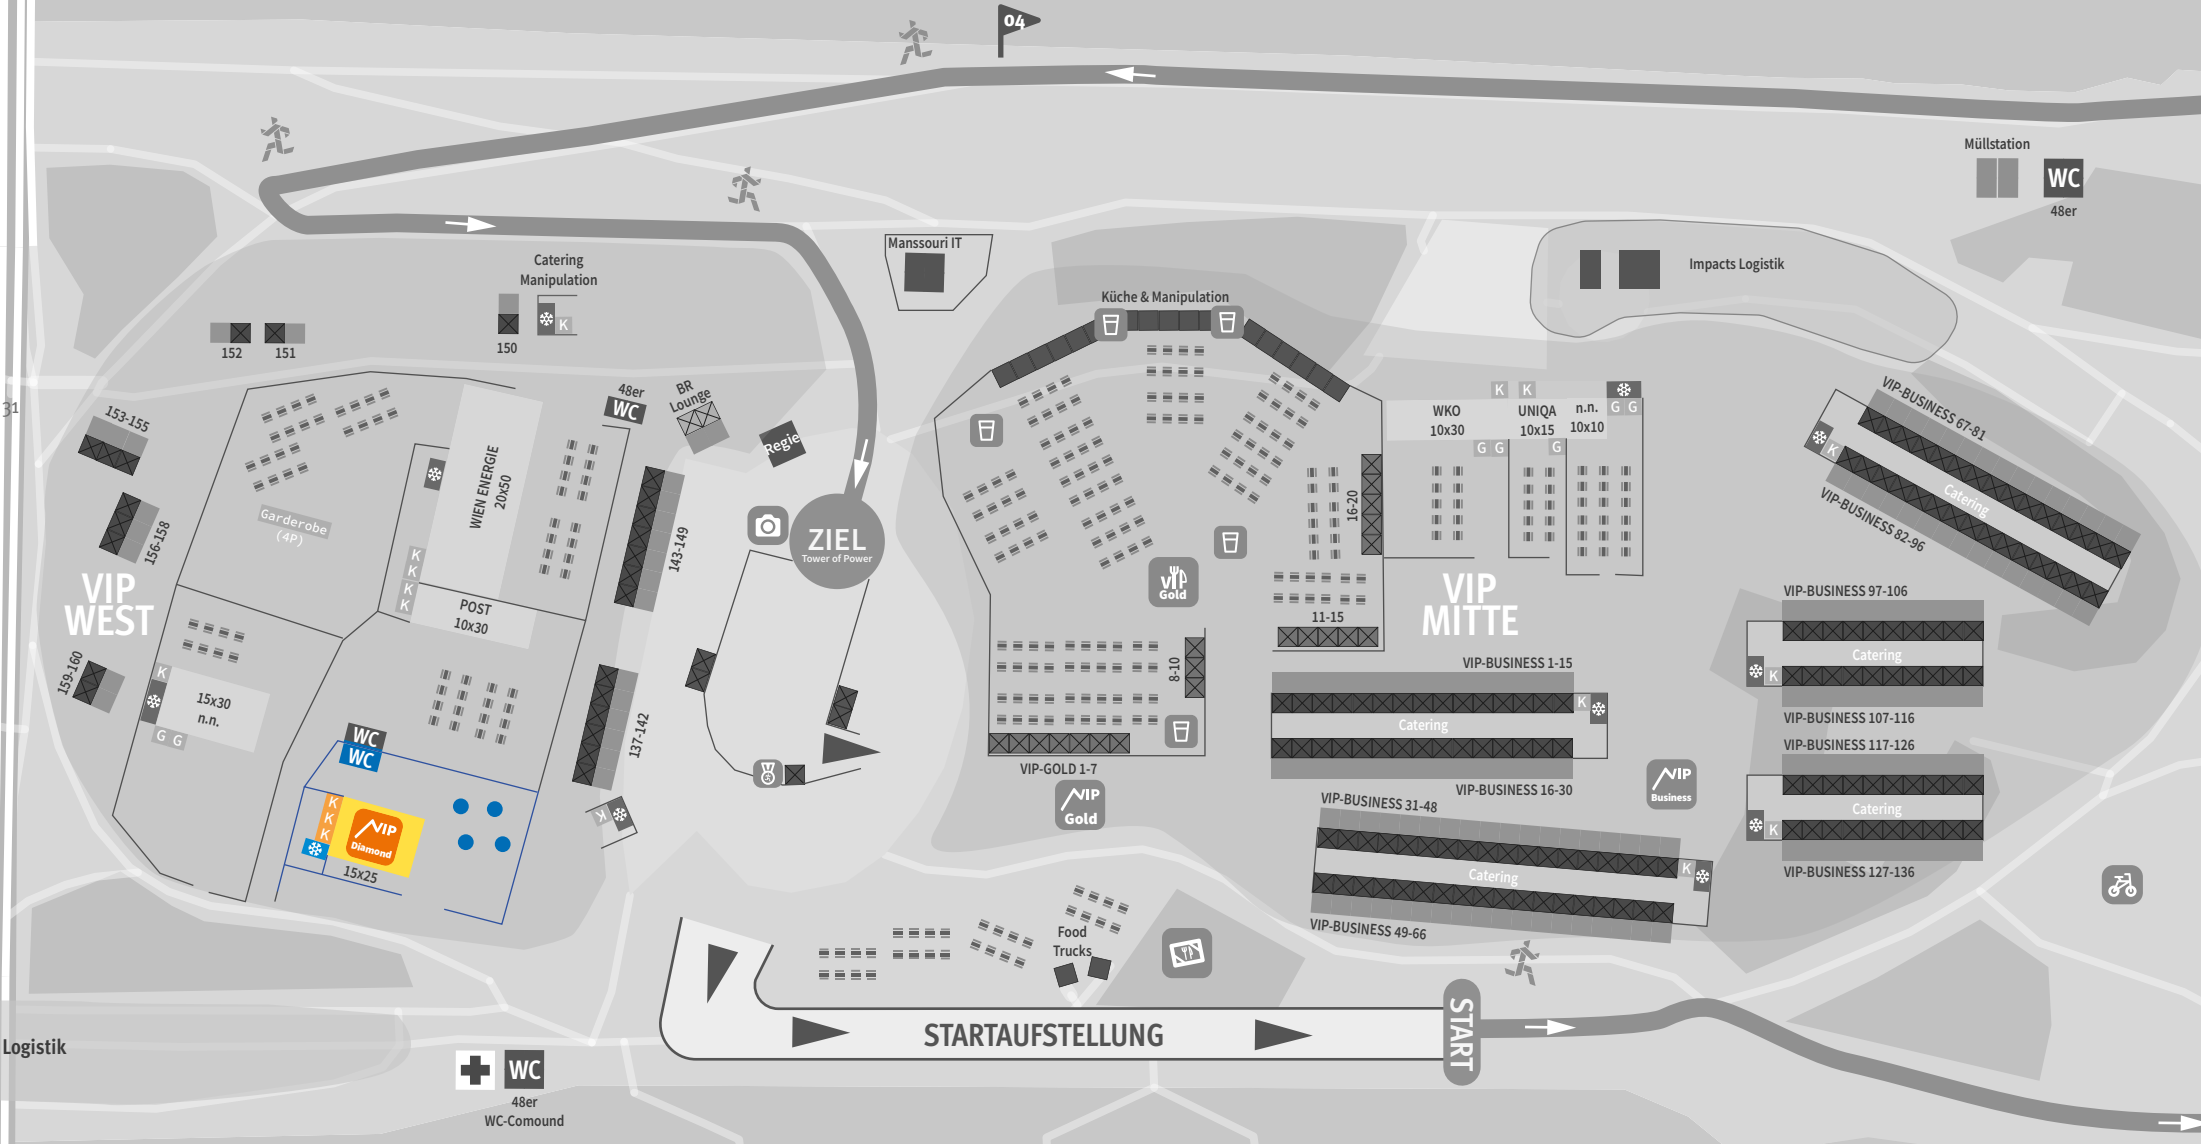 04
Müllstation
WC
48er
Manssouri IT
Impacts Logistik
Catering
Manipulation
K
150
152
151
Küche & Manipulation
31
153-155
156-158
VIP
WEST
159-160
Garderobe
(4P)
WIEN ENERGIE
20x50
K
K
K
K
POST
10x30
48er
WC
BR
Lounge
Regie
143-149
137-142
K
15x30
n.n.
G G
WC
WC
K
K
K
VIP
Diamond
15x25
K
ZIEL
Tower of Power
VIP
Gold
16-20
11-15
8-10
VIP-GOLD 1-7
VIP
Gold
K
K
WKO
10x30
UNIQA
10x15
n.n.
10x10
G G
G G
G
VIP
MITTE
VIP-BUSINESS 1-15
Catering
K
VIP-BUSINESS 16-30
VIP-BUSINESS 31-48
Catering
K
VIP-BUSINESS 49-66
VIP
Business
VIP-BUSINESS 67-81
K
Catering
VIP-BUSINESS 82-96
VIP-BUSINESS 97-106
Catering
K
VIP-BUSINESS 107-116
VIP-BUSINESS 117-126
Catering
K
VIP-BUSINESS 127-136
Food
Trucks
STARTAUFSTELLUNG
START
Logistik
WC
48er
WC-Comound